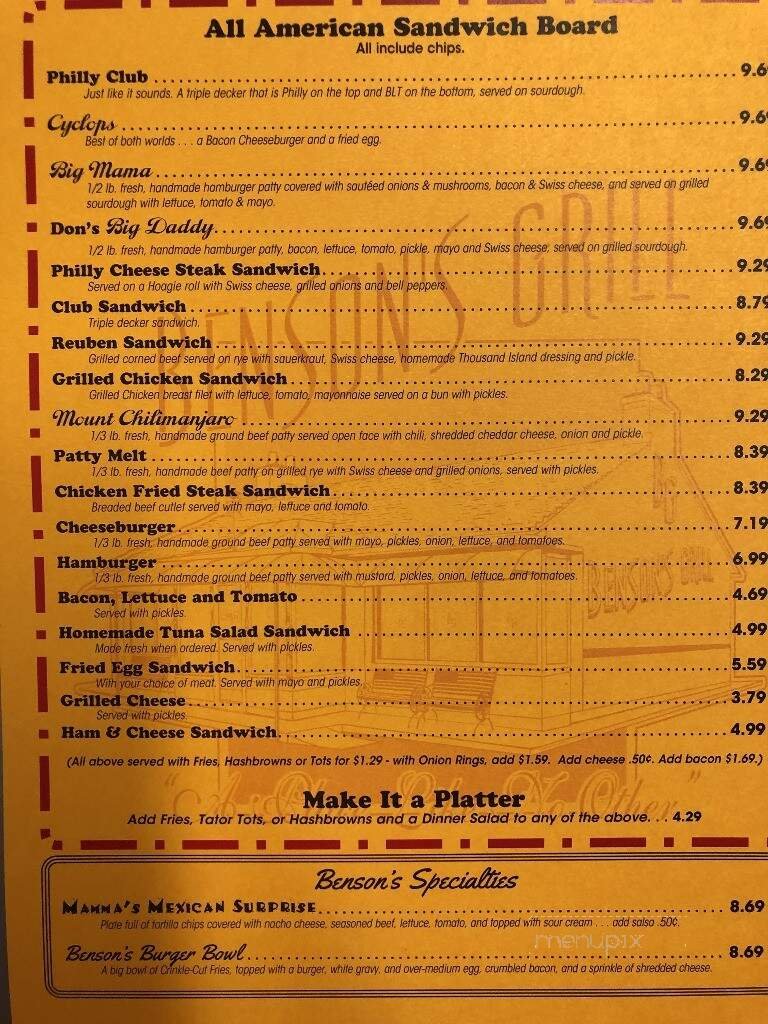 All American Sandwich Board
All include chips.
Philly Club 9.69
Just like it sounds. A triple decker that is Philly on the top and BLT on the bottom, served on sourdough.
Cyclops 9.69
Best of both worlds . . . a Bacon Cheeseburger and a fried egg.
Big Mama 9.69
1/2 lb. fresh, handmade hamburger patty covered with sautéed onions & mushrooms, bacon & Swiss cheese, and served on grilled
sourdough with lettuce, tomato & mayo.
Don's Big Daddy 9.69
1/2 lb. fresh, handmade hamburger patty, bacon, lettuce, tomato, pickle, mayo and Swiss cheese, served on grilled sourdough.
Philly Cheese Steak Sandwich 9.29
Served on a Hoagie roll with Swiss cheese, grilled onions and bell peppers.
Club Sandwich 8.79
Triple decker sandwich.
Reuben Sandwich 9.29
Grilled corned beef served on rye with sauerkraut, Swiss cheese, homemade Thousand Island dressing and pickle.
Grilled Chicken Sandwich 8.29
Grilled Chicken breast filet with lettuce, tomato, mayonnaise served on a bun with pickles.
Mount Chilimanjaro 9.29
1/3 lb. fresh, handmade ground beef patty served open face with chili, shredded cheddar cheese, onion and pickle.
Patty Melt 8.39
1/3 lb. fresh, handmade beef patty on grilled rye with Swiss cheese and grilled onions, served with pickles.
Chicken Fried Steak Sandwich 8.39
Breaded beef cutlet served with mayo, lettuce and tomato.
Cheeseburger 7.19
1/3 lb. fresh, handmade ground beef patty served with mayo, pickles, onion, lettuce, and tomatoes.
Hamburger 6.99
1/3 lb. fresh, handmade ground beef patty served with mustard, pickles, onion, lettuce, and tomatoes.
Bacon, Lettuce and Tomato 4.69
Served with pickles.
Homemade Tuna Salad Sandwich 4.99
Made fresh when ordered. Served with pickles.
Fried Egg Sandwich 5.59
With your choice of meat. Served with mayo and pickles.
Grilled Cheese 3.79
Served with pickles.
Ham & Cheese Sandwich 4.99
(All above served with Fries, Hashbrowns or Tots for $1.29 - with Onion Rings, add $1.59. Add cheese .50¢. Add bacon $1.69.)
Make It a Platter
Add Fries, Tator Tots, or Hashbrowns and a Dinner Salad to any of the above. . . 4.29
Benson's Specialties
Mamma's Mexican Surprise 8.69
Plate full of tortilla chips covered with nacho cheese, seasoned beef, lettuce, tomato, and topped with sour cream . . . add salsa .50¢.
Benson's Burger Bowl 8.69
A big bowl of Crinkle-Cut Fries, topped with a burger, white gravy, and over-medium egg, crumbled bacon, and a sprinkle of shredded cheese.
BENSON'S GRILL
BENSON'S GRILL
"A Place Like No Other"
menupix